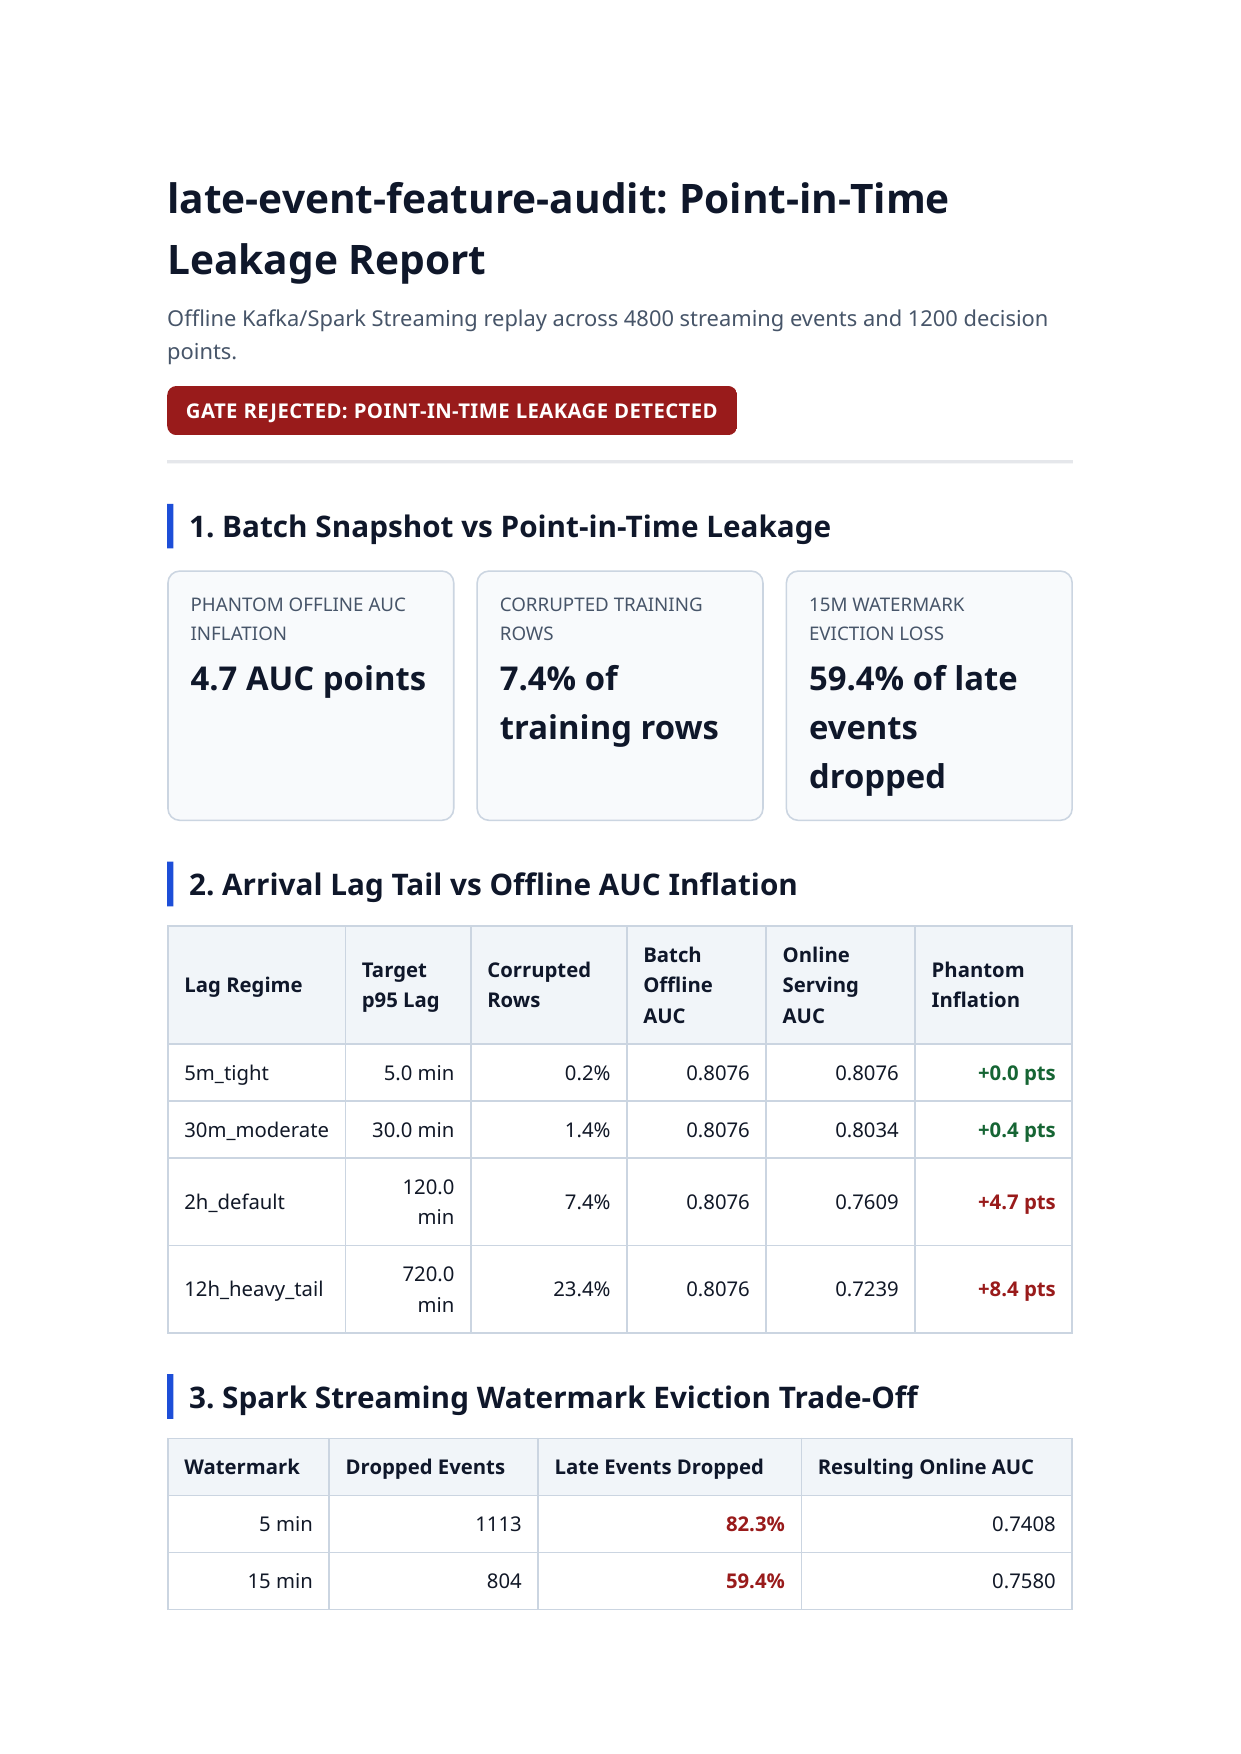 late-event-feature-audit: Point-in-Time
Leakage Report
Offline Kafka/Spark Streaming replay across 4800 streaming events and 1200 decision
points.
GATE REJECTED: POINT-IN-TIME LEAKAGE DETECTED
1. Batch Snapshot vs Point-in-Time Leakage
PHANTOM OFFLINE AUC
INFLATION
4.7 AUC points
CORRUPTED TRAINING
ROWS
7.4% of
training rows
15M WATERMARK
EVICTION LOSS
59.4% of late
events
dropped
2. Arrival Lag Tail vs Offline AUC Inflation
Lag Regime
Target
p95 Lag
Corrupted
Rows
Batch
Offline
AUC
Online
Serving
AUC
Phantom
Inflation
5m_tight 5.0 min 0.2% 0.8076 0.8076 +0.0 pts
30m_moderate 30.0 min 1.4% 0.8076 0.8034 +0.4 pts
2h_default 120.0
min 7.4% 0.8076 0.7609 +4.7 pts
12h_heavy_tail 720.0
min 23.4% 0.8076 0.7239 +8.4 pts
3. Spark Streaming Watermark Eviction Trade-Off
Watermark Dropped Events Late Events Dropped Resulting Online AUC
5 min 1113 82.3% 0.7408
15 min 804 59.4% 0.7580